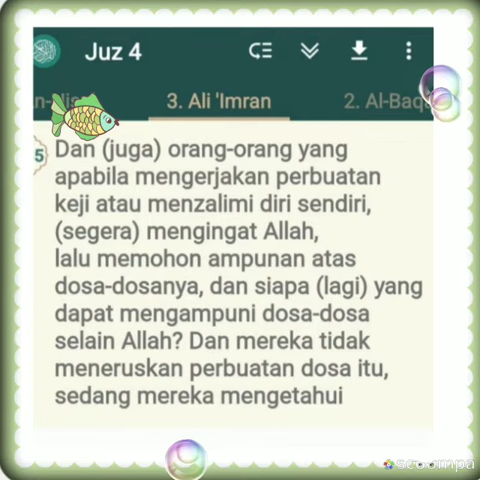 Juz 4
3. Ali 'Imran
2. Al-Baq
5 Dan (juga) orang-orang yang
apabila mengerjakan perbuatan
keji atau menzalimi diri sendiri,
(segera) mengingat Allah,
lalu memohon ampunan atas
dosa-dosanya, dan siapa (lagi) yang
dapat mengampuni dosa-dosa
selain Allah? Dan mereka tidak
meneruskan perbuatan dosa itu,
sedang mereka mengetahui
scoompa